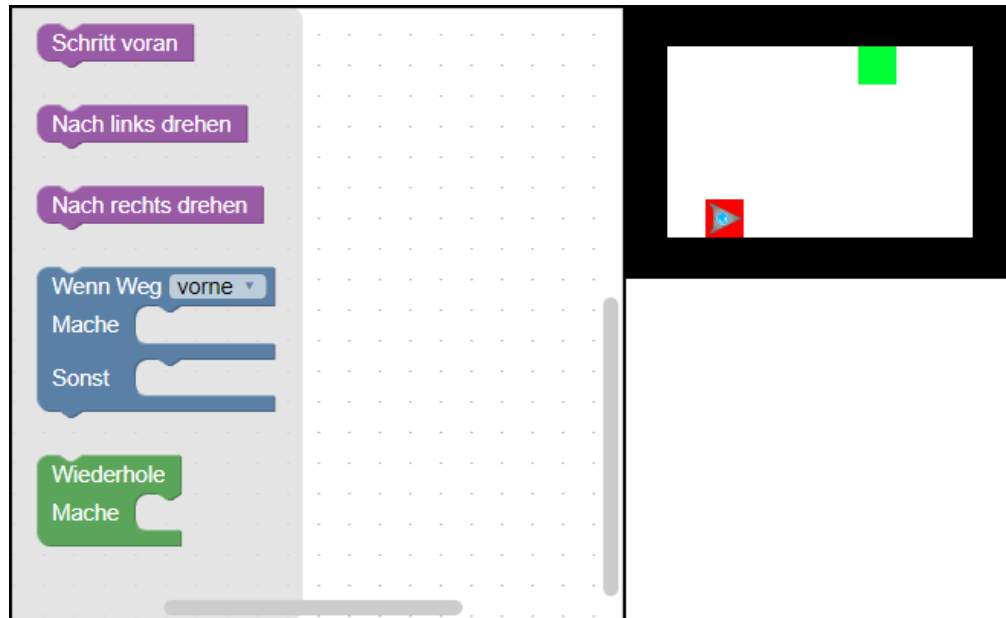 Schritt voran
Nach links drehen
Nach rechts drehen
Wenn Weg vorne
Mache
Sonst
Wiederhole
Mache